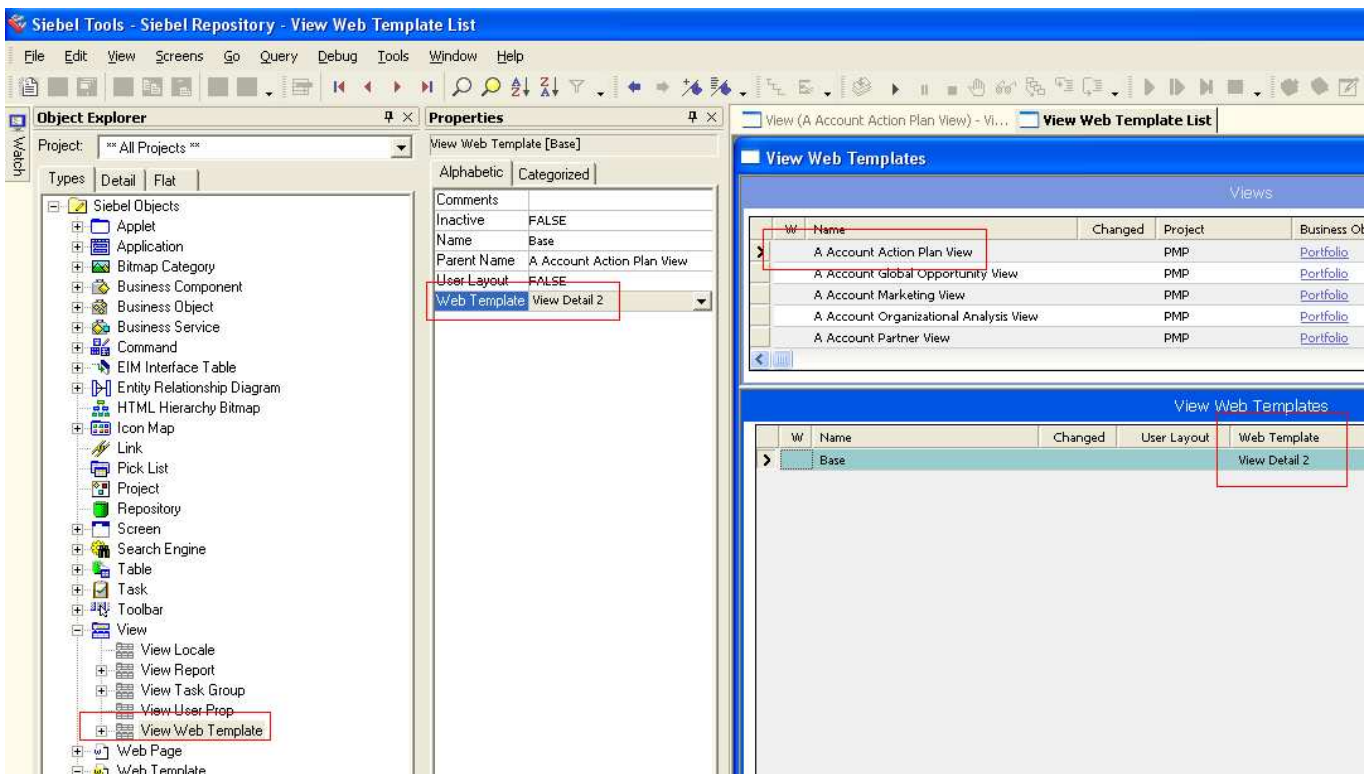 Siebel Tools - Siebel Repository - View Web Template List
File Edit View Screens Go Query Debug Tools Window Help
Watch
Object Explorer
Project: ** All Projects **
Types Detail Flat
Siebel Objects
Applet
Application
Bitmap Category
Business Component
Business Object
Business Service
Command
EIM Interface Table
Entity Relationship Diagram
HTML Hierarchy Bitmap
Icon Map
Link
Pick List
Project
Repository
Screen
Search Engine
Table
Task
Toolbar
View
View Locale
View Report
View Task Group
View User Prop
View Web Template
Web Page
Web Template
Properties
View Web Template [Base]
Alphabetic Categorized
Comments
Inactive FALSE
Name Base
Parent Name A Account Action Plan View
User Layout FALSE
Web Template View Detail 2
View (A Account Action Plan View) - Vi... View Web Template List
View Web Templates
Views
W Name Changed Project Business Ob
A Account Action Plan View PMP Portfolio
A Account Global Opportunity View PMP Portfolio
A Account Marketing View PMP Portfolio
A Account Organizational Analysis View PMP Portfolio
A Account Partner View PMP Portfolio
View Web Templates
W Name Changed User Layout Web Template
Base View Detail 2